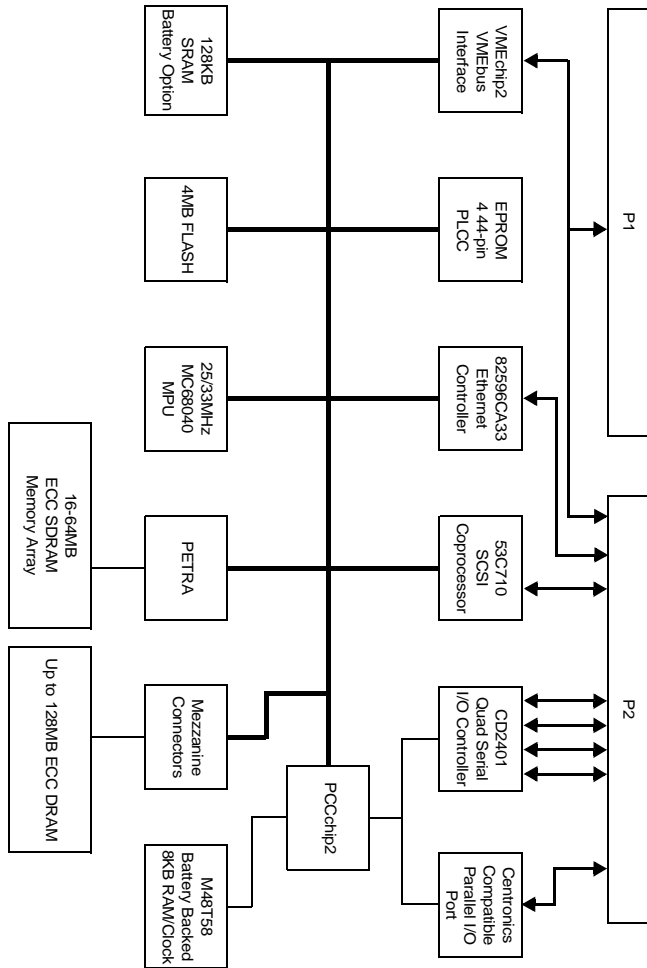 P1
P2
VMEchip2
VMEbus
Interface
EPROM
4 44-pin
PLCC
82596CA33
Ethernet
Controller
53C710
SCSI
Coprocessor
CD2401
Quad Serial
I/O Controller
Centronics
Compatible
Parallel I/O
Port
PCCchip2
128KB
SRAM
Battery Option
4MB FLASH
25/33MHz
MC68040
MPU
PETRA
Mezzanine
Connectors
M48T58
Battery Backed
8KB RAM/Clock
16-64MB
ECC SDRAM
Memory Array
Up to 128MB ECC DRAM